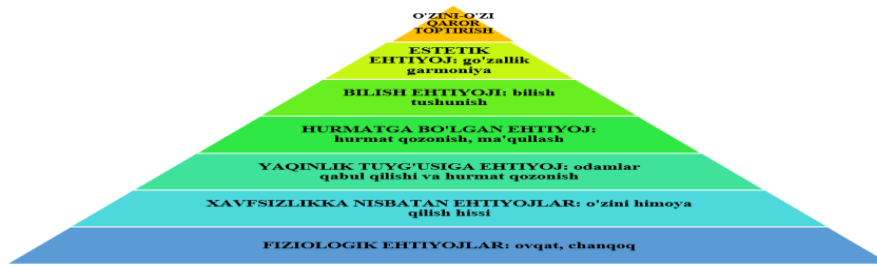 O'ZINI-O'ZI
QAROR
TOPTIRISH
ESTETIK
EHTIYOJ: go'zallik
garmoniya
BILISH EHTIYOJI: bilish
tushunish
HURMATGA BO'LGAN EHTIYOJ:
hurmat qozonish, ma'qullash
YAQINLIK TUYG'USIGA EHTIYOJ: odamlar
qabul qilishi va hurmat qozonish
XAVFSIZLIKKA NISBATAN EHTIYOJLAR: o'zini himoya
qilish hissi
FIZIOLOGIK EHTIYOJLAR: ovqat, chanqoq